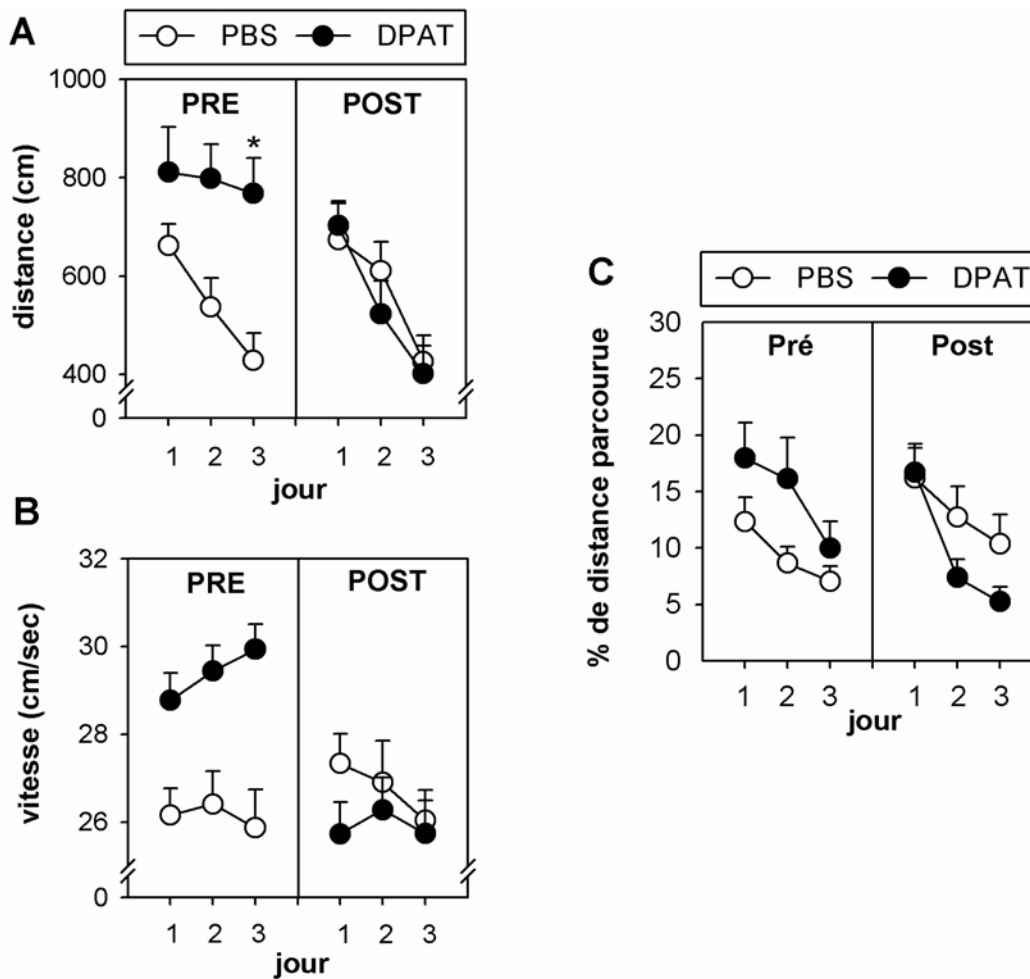 A
PBS DPAT
1000
800
600
400
0
distance (cm)
PRE POST
*
1 2 3 1 2 3
jour
B
32
30
28
26
0
vitesse (cm/sec)
PRE POST
1 2 3 1 2 3
jour
C
PBS DPAT
30
25
20
15
10
5
0
% de distance parcourue
Pré Post
1 2 3 1 2 3
jour